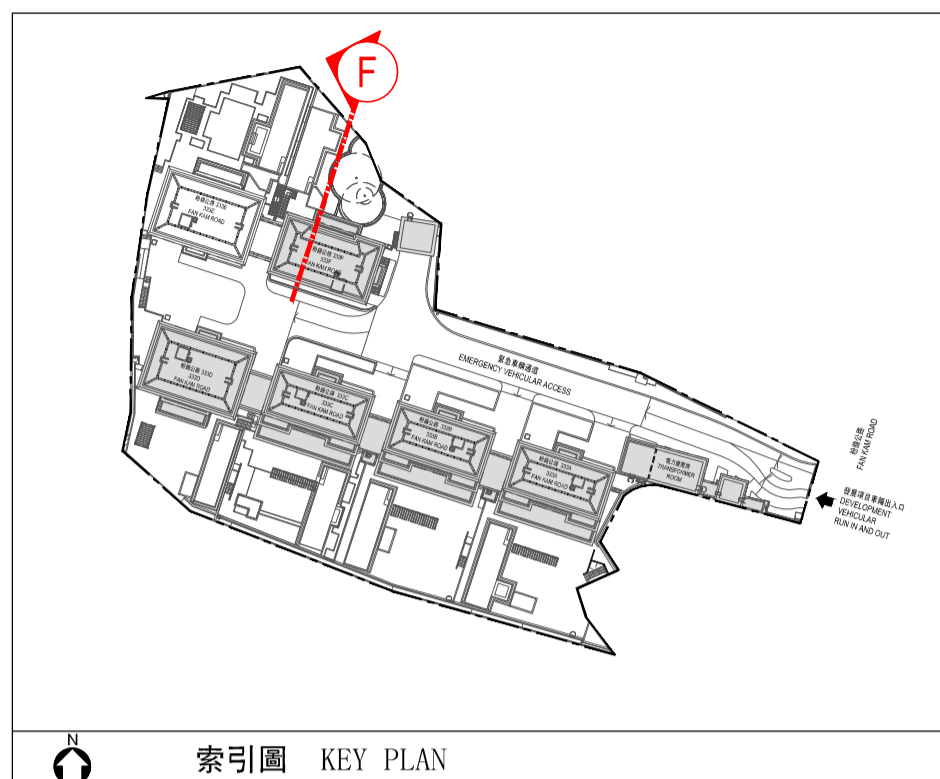 F
粉錦公路 333E
333E
FAN KAM ROAD
粉錦公路 333F
333F
FAN KAM ROAD
緊急車輛通道
EMERGENCY VEHICULAR ACCESS
粉錦公路 333D
333D
FAN KAM ROAD
粉錦公路 333C
333C
FAN KAM ROAD
粉錦公路 333B
333B
FAN KAM ROAD
粉錦公路 333A
333A
FAN KAM ROAD
電力變壓房
TRANSFORMER
ROOM
粉錦公路
FAN KAM ROAD
發展項目車輛出入口
DEVELOPMENT
VEHICULAR
RUN IN AND OUT
N
索引圖 KEY PLAN